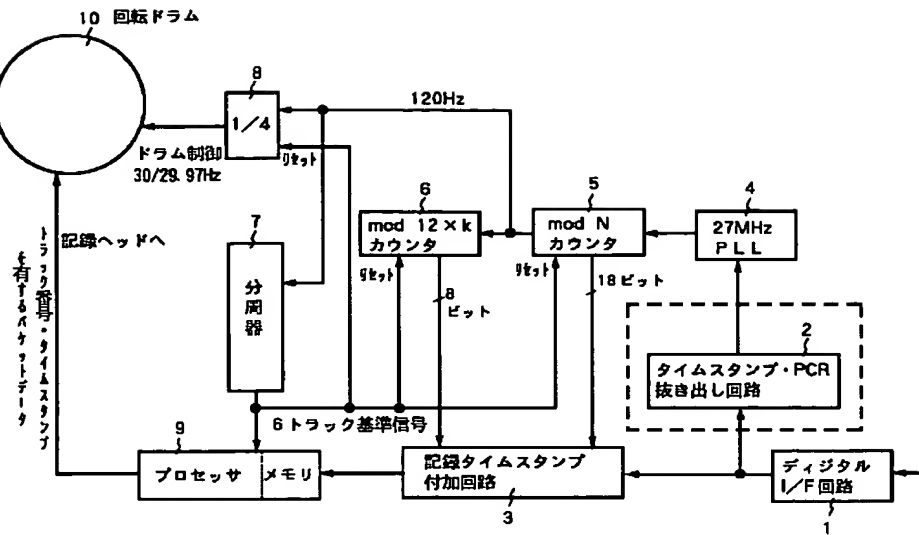 10 回転ドラム
8
1/4
120Hz
リセット
ドラム制御
30/29.97Hz
記録ヘッドへ
トラック番号・タイムスタンプ
を有するパケットデータ
7
分周器
6
mod 12×k
カウンタ
リセット
8
ビット
5
mod N
カウンタ
リセット
18ビット
4
27MHz
PLL
2
タイムスタンプ・PCR
抜き出し回路
6トラック基準信号
9
プロセッサ
メモリ
記録タイムスタンプ
付加回路
3
ディジタル
I/F回路
1